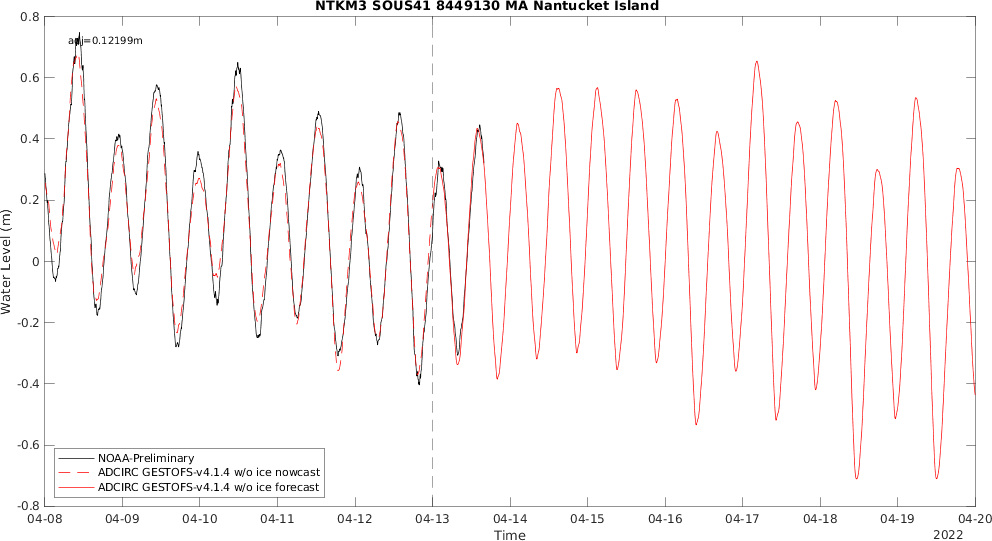 NTKM3 SOUS41 8449130 MA Nantucket Island
0.8
0.6
0.4
0.2
0
-0.2
-0.4
-0.6
-0.8
Water Level (m)
=0.12199m
NOAA-Preliminary
ADCIRC GESTOFS-v4.1.4 w/o ice nowcast
ADCIRC GESTOFS-v4.1.4 w/o ice forecast
04-08 04-09 04-10 04-11 04-12 04-13 04-14 04-15 04-16 04-17 04-18 04-19 04-20
Time
2022